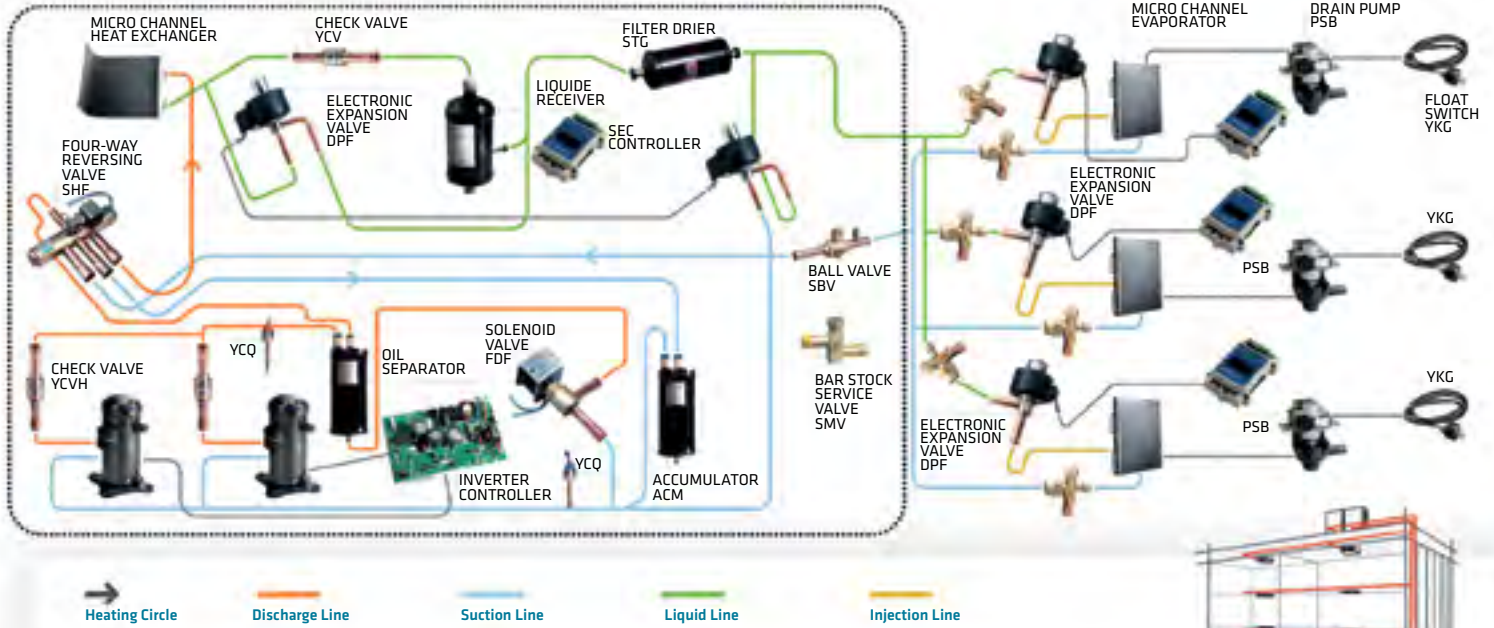 MICRO CHANNEL
HEAT EXCHANGER
CHECK VALVE
YCV
FILTER DRIER
STG
MICRO CHANNEL
EVAPORATOR
DRAIN PUMP
PSB
ELECTRONIC
EXPANSION
VALVE
DPF
LIQUIDE
RECEIVER
SEC
CONTROLLER
FLOAT
SWITCH
YKG
FOUR-WAY
REVERSING
VALVE
SHF
ELECTRONIC
EXPANSION
VALVE
DPF
YKG
PSB
BALL VALVE
SBV
CHECK VALVE
YCVH
YCQ
OIL
SEPARATOR
SOLENOID
VALVE
FDF
BAR STOCK
SERVICE
VALVE
SMV
YKG
PSB
ELECTRONIC
EXPANSION
VALVE
DPF
INVERTER
CONTROLLER
YCQ
ACCUMULATOR
ACM
Heating Circle
Discharge Line
Suction Line
Liquid Line
Injection Line